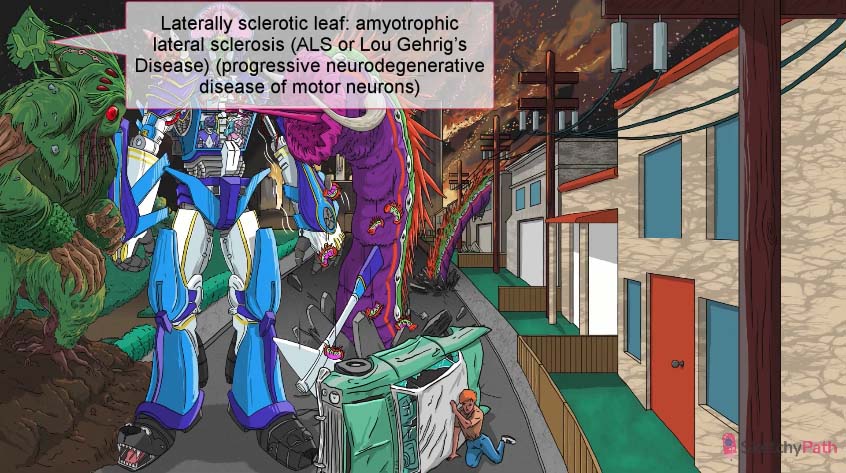 Laterally sclerotic leaf: amyotrophic
lateral sclerosis (ALS or Lou Gehrig's
Disease) (progressive neurodegenerative
disease of motor neurons)
SketchyPath